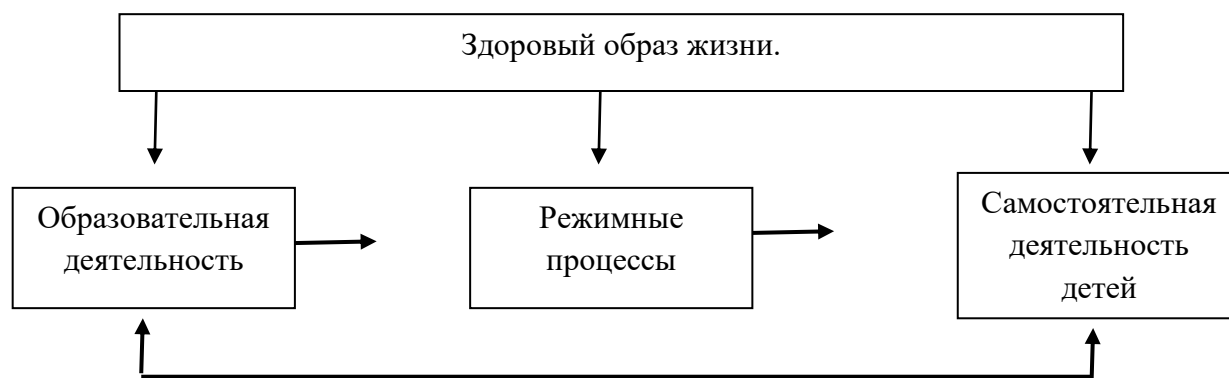 Здоровый образ жизни.
Образовательная
деятельность
Режимные
процессы
Самостоятельная
деятельность
детей